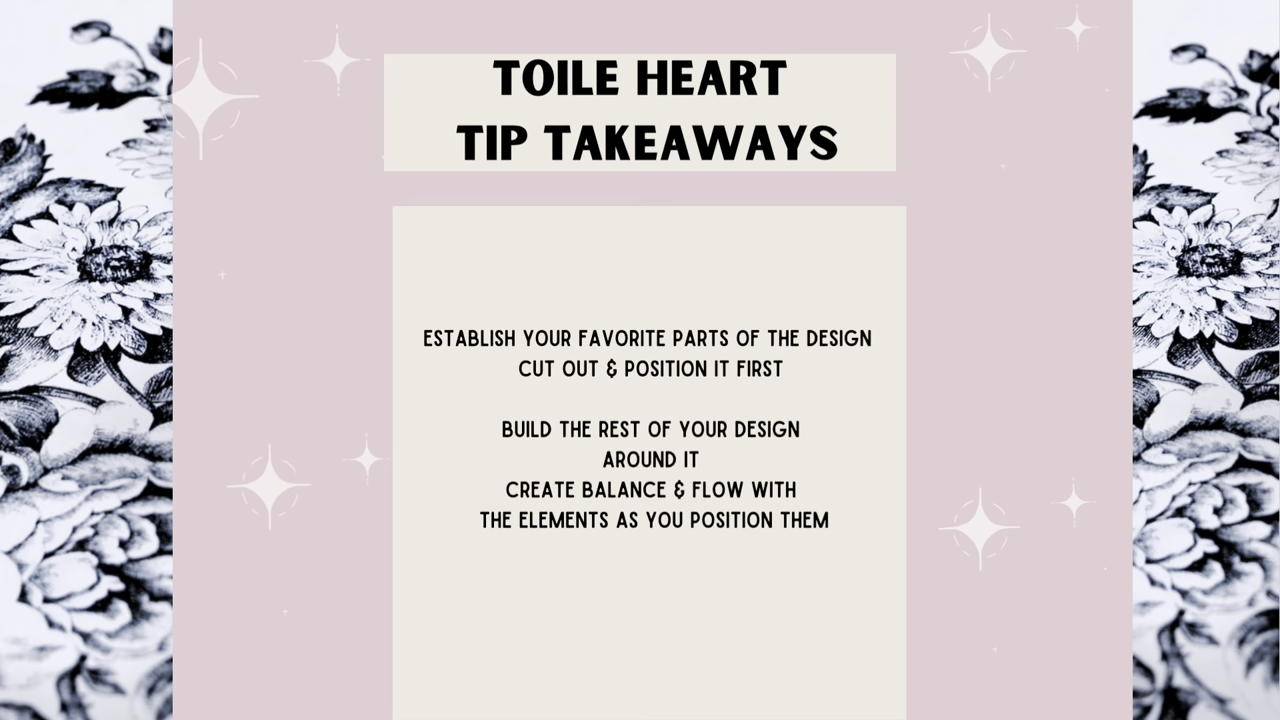 TOILE HEART
TIP TAKEAWAYS
ESTABLISH YOUR FAVORITE PARTS OF THE DESIGN
CUT OUT & POSITION IT FIRST
BUILD THE REST OF YOUR DESIGN
AROUND IT
CREATE BALANCE & FLOW WITH
THE ELEMENTS AS YOU POSITION THEM